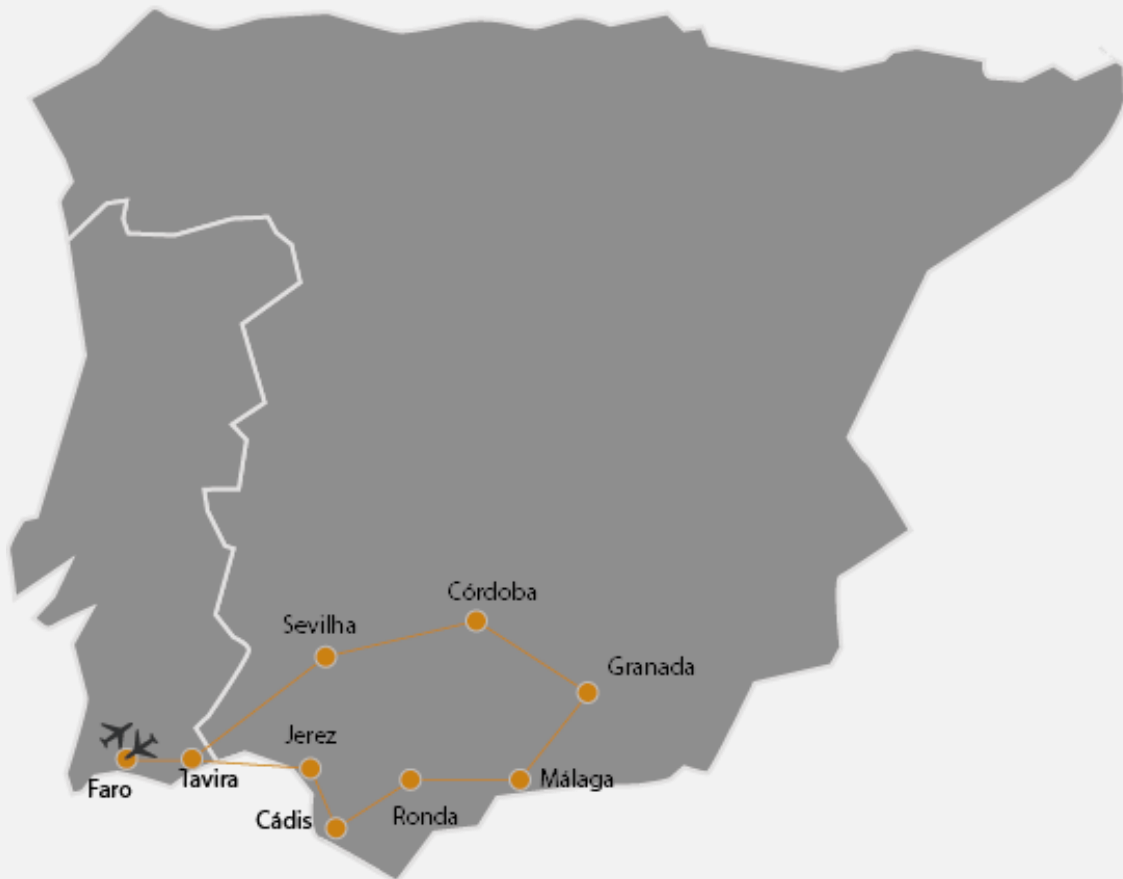 Córdoba
Sevilha
Granada
Jerez
Tavira
Málaga
Faro
Cádis
Ronda